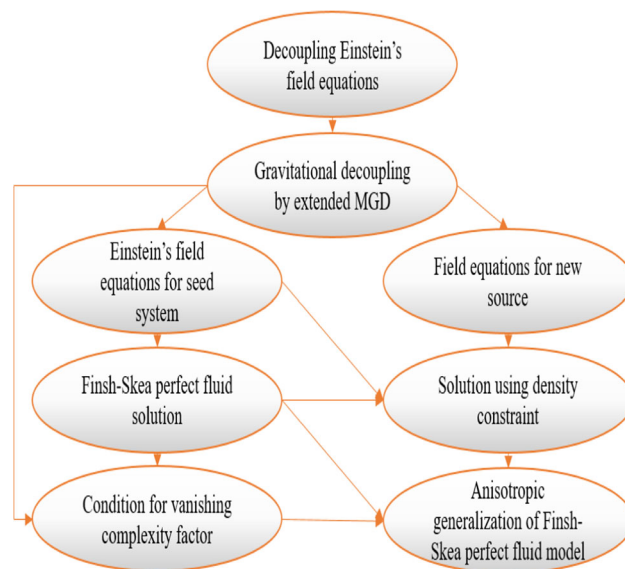 Decoupling Einstein's
field equations
Gravitational decoupling
by extended MGD
Einstein's field
equations for seed
system
Field equations for new
source
Finsh-Skea perfect fluid
solution
Solution using density
constraint
Condition for vanishing
complexity factor
Anisotropic
generalization of Finsh-
Skea perfect fluid model